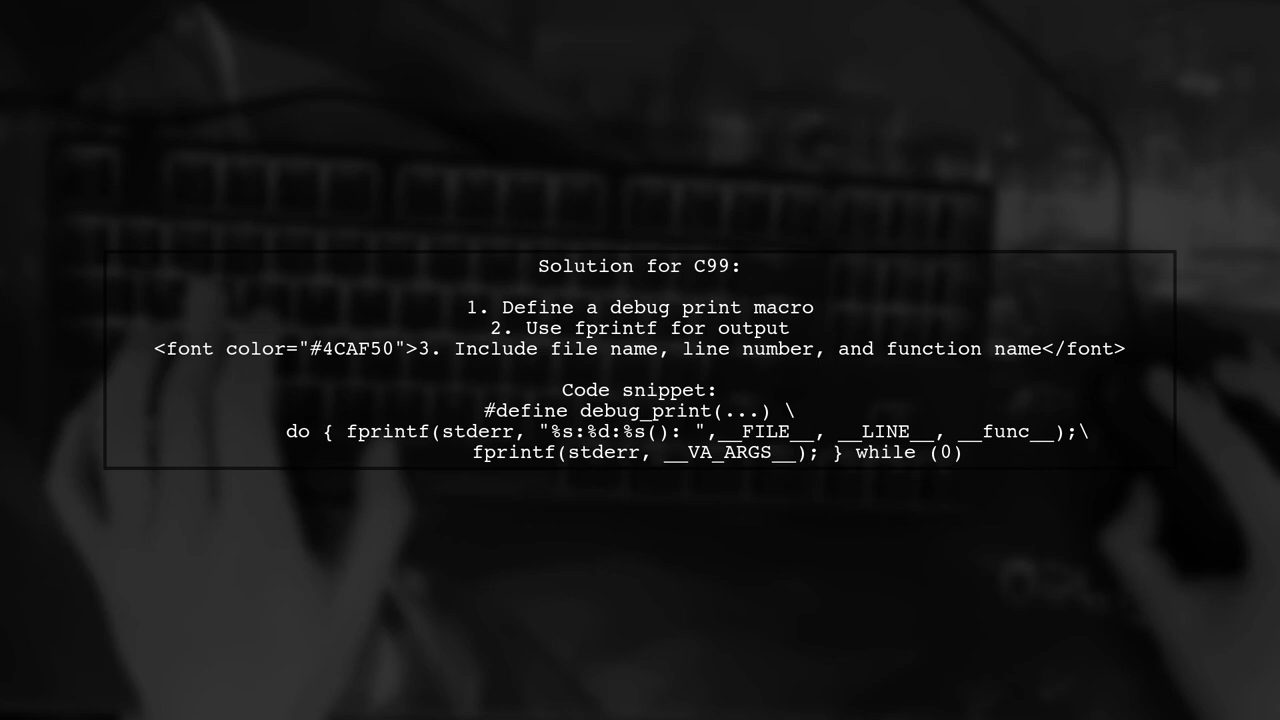 Solution for C99:
1. Define a debug print macro
2. Use fprintf for output
<font color="#4CAF50">3. Include file name, line number, and function name</font>
Code snippet:
#define debug_print(...) \
do { fprintf(stderr, "%s:%d:%s(): ",__FILE__, __LINE__, __func__);\
fprintf(stderr, __VA_ARGS__); } while (0)